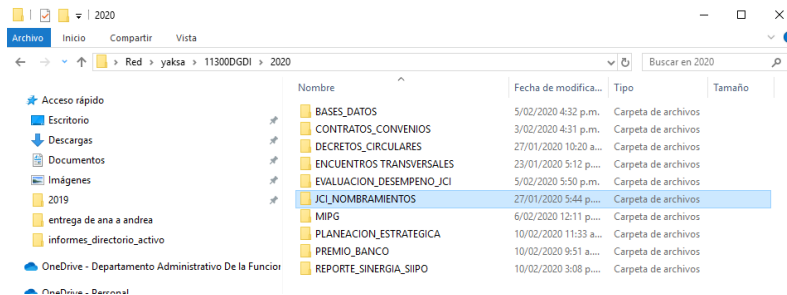 2020
Archivo Inicio Compartir Vista
Red yaksa 11300DGDI 2020 Buscar en 2020
Nombre Fecha de modifica... Tipo Tamaño
Acceso rápido
Escritorio
Descargas
Documentos
Imágenes
2019
entrega de ana a andrea
informes_directorio_activo
OneDrive - Departamento Administrativo De la Funcior
OneDrive - Personal
BASES_DATOS 5/02/2020 4:32 p.m. Carpeta de archivos
CONTRATOS_CONVENIOS 3/02/2020 4:31 p.m. Carpeta de archivos
DECRETOS_CIRCULARES 27/01/2020 10:20 a... Carpeta de archivos
ENCUENTROS TRANSVERSALES 23/01/2020 5:12 p.... Carpeta de archivos
EVALUACION_DESEMPENO_JCI 5/02/2020 5:50 p.m. Carpeta de archivos
JCI_NOMBRAMIENTOS 27/01/2020 5:44 p.... Carpeta de archivos
MIPG 6/02/2020 12:11 p.... Carpeta de archivos
PLANEACION_ESTRATEGICA 10/02/2020 11:33 a... Carpeta de archivos
PREMIO_BANCO 10/02/2020 9:51 a.... Carpeta de archivos
REPORTE_SINERGIA_SIIPO 10/02/2020 3:08 p.... Carpeta de archivos